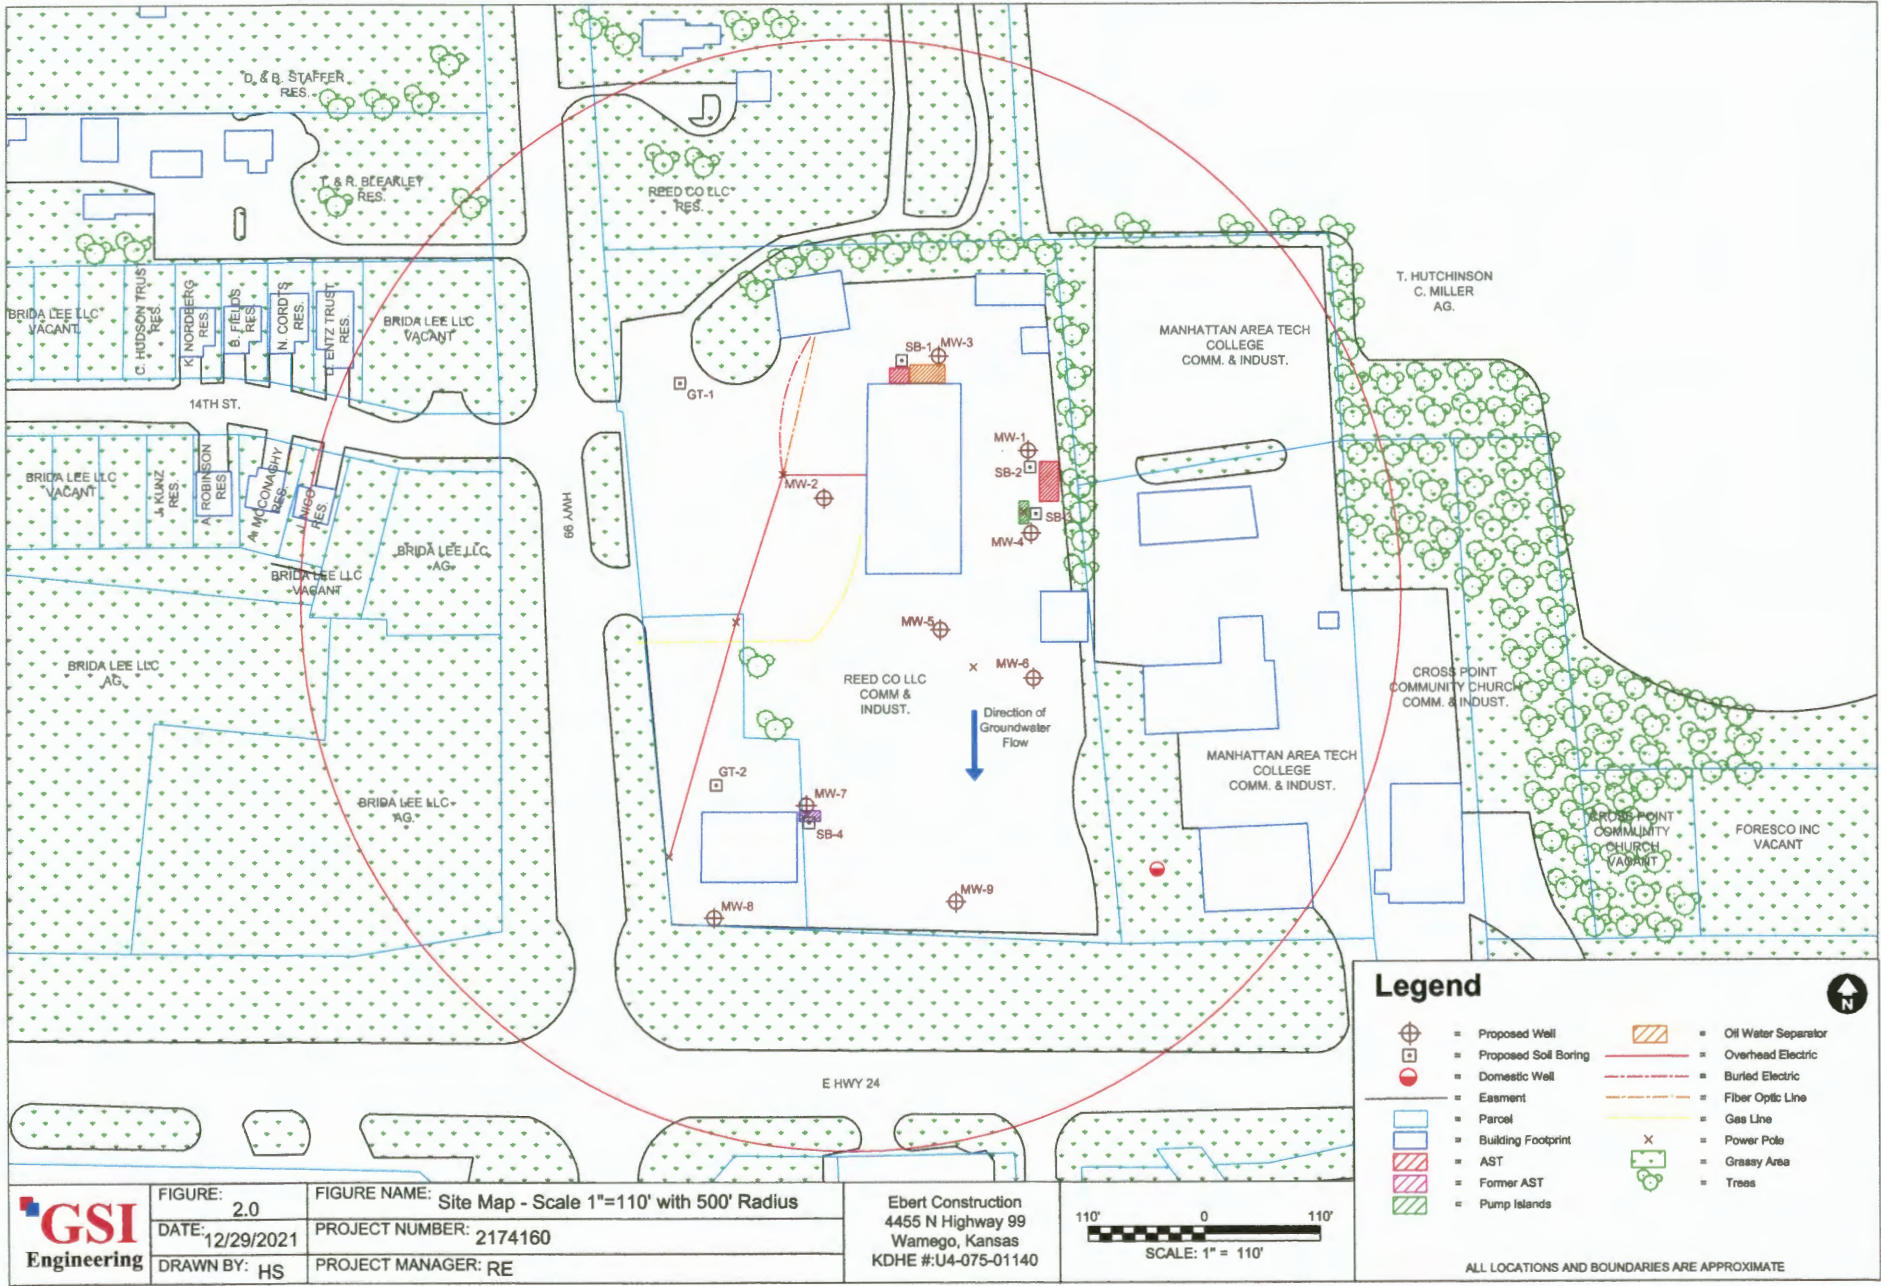 D. & B. STAFFER
RES.
T. & R. BLEAKLEY
RES.
REED CO LLC
RES.
BRIDA LEE LLC
VACANT
C. HUDSON TRUS
RES.
K. NORDBERG
RES.
B. FIELDS
RES.
N. CORDTS
RES.
ENTZ TRUST
RES.
BRIDA LEE LLC
VACANT
T. HUTCHINSON
C. MILLER
AG.
MANHATTAN AREA TECH
COLLEGE
COMM. & INDUST.
SB-1
MW-3
GT-1
14TH ST.
MW-1
SB-2
MW-2
SB-3
MW-4
HWY 99
BRIDA LEE LLC
VACANT
J. KUNZ
RES.
A. ROBINSON
RES
A. MCCONAGHY
RES.
J. NIGO
RES.
BRIDA LEE LLC
AG.
BRIDA LEE LLC
VACANT
MW-5
MW-6
BRIDA LEE LLC
AG.
REED CO LLC
COMM &
INDUST.
Direction of
Groundwater
Flow
CROSS POINT
COMMUNITY CHURCH
COMM. & INDUST.
MANHATTAN AREA TECH
COLLEGE
COMM. & INDUST.
GT-2
MW-7
SB-4
BRIDA LEE LLC
AG.
CROSS POINT
COMMUNITY
CHURCH
VACANT
FORESCO INC
VACANT
MW-8
MW-9
E HWY 24
Legend
N
= Proposed Well
= Proposed Soil Boring
= Domestic Well
= Easment
= Parcel
= Building Footprint
= AST
= Former AST
= Pump Islands
= Oil Water Separator
= Overhead Electric
= Buried Electric
= Fiber Optic Line
= Gas Line
= Power Pole
= Grassy Area
= Trees
ALL LOCATIONS AND BOUNDARIES ARE APPROXIMATE
GSI
Engineering
FIGURE: 2.0
DATE: 12/29/2021
DRAWN BY: HS
FIGURE NAME: Site Map - Scale 1"=110' with 500' Radius
PROJECT NUMBER: 2174160
PROJECT MANAGER: RE
Ebert Construction
4455 N Highway 99
Wamego, Kansas
KDHE #:U4-075-01140
110' 0 110'
SCALE: 1" = 110'